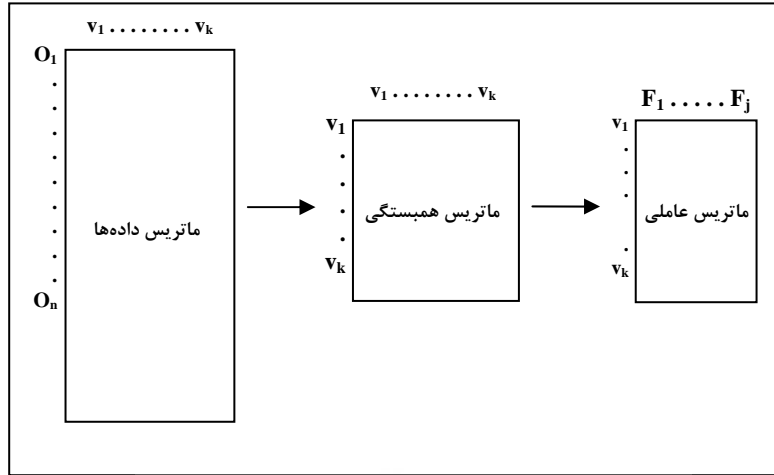 v₁ . . . . . . . . vₖ
O₁
.
.
.
.
.
.
.
.
.
Oₙ
ماتریس داده‌ها
v₁ . . . . . . . . vₖ
v₁
.
.
.
.
vₖ
ماتریس همبستگی
F₁ . . . . . Fⱼ
v₁
.
.
.
.
vₖ
ماتریس عاملی